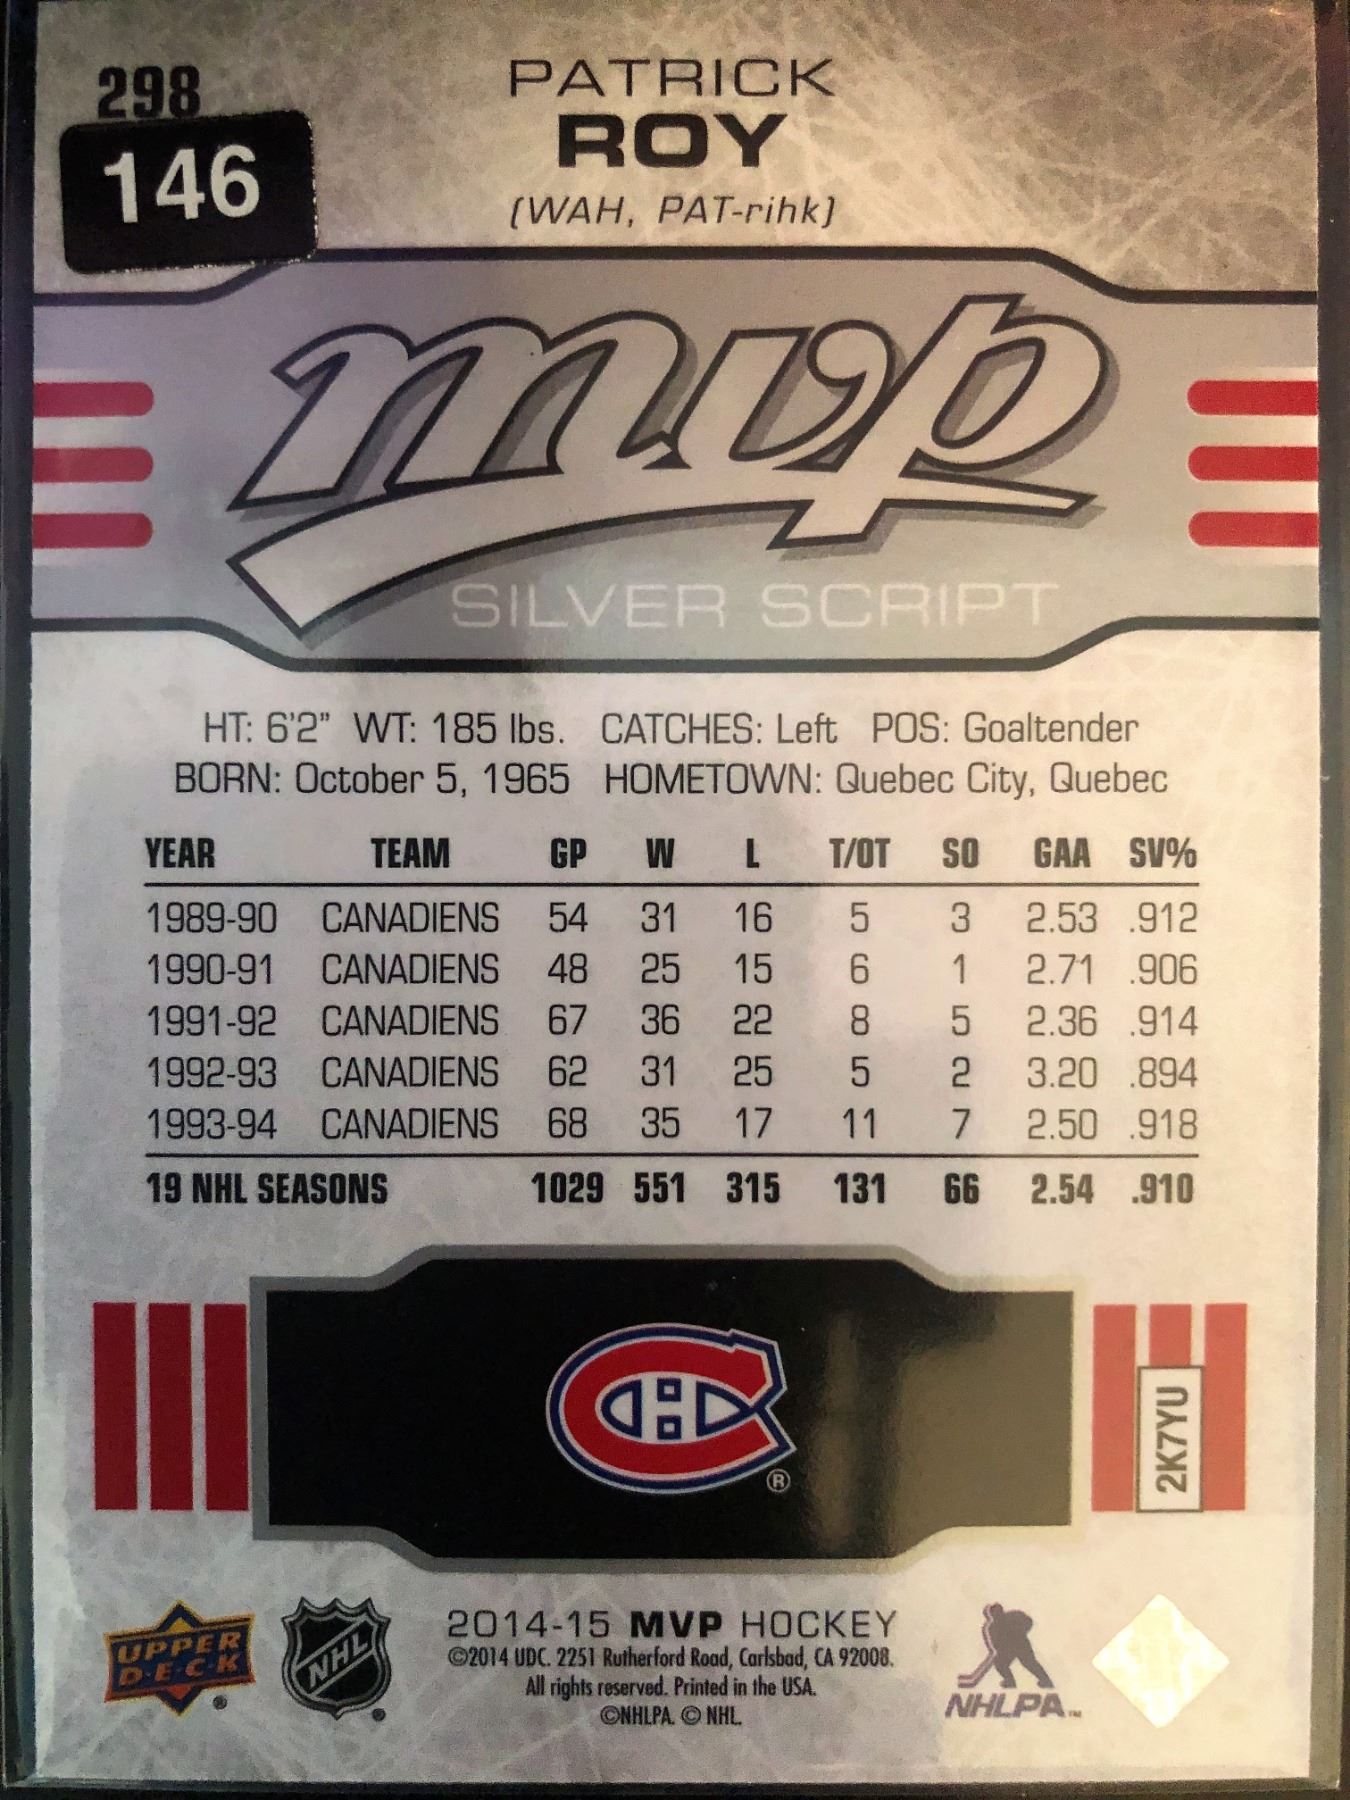 298
146
PATRICK
ROY
(WAH, PAT-rihk)
mvp
SILVER SCRIPT
HT: 6'2" WT: 185 lbs. CATCHES: Left POS: Goaltender
BORN: October 5, 1965 HOMETOWN: Quebec City, Quebec
YEAR TEAM GP W L T/OT SO GAA SV%
1989-90 CANADIENS 54 31 16 5 3 2.53 .912
1990-91 CANADIENS 48 25 15 6 1 2.71 .906
1991-92 CANADIENS 67 36 22 8 5 2.36 .914
1992-93 CANADIENS 62 31 25 5 2 3.20 .894
1993-94 CANADIENS 68 35 17 11 7 2.50 .918
19 NHL SEASONS 1029 551 315 131 66 2.54 .910
CH®
2K7YU
UPPER
D·E·C·K®
NHL®
2014-15 MVP HOCKEY
©2014 UDC. 2251 Rutherford Road, Carlsbad, CA 92008.
All rights reserved. Printed in the USA.
©NHLPA. © NHL.
NHLPA™